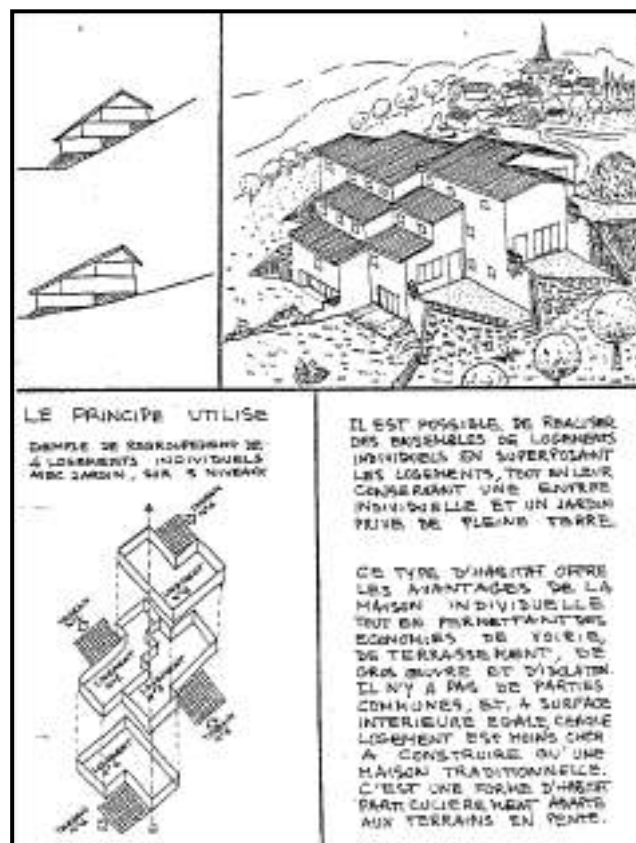 LE PRINCIPE UTILISE
EXEMPLE DE REGROUPEMENT DE
4 LOGEMENTS INDIVIDUELS
AVEC JARDIN, SUR 3 NIVEAUX
LOGEMENT
LOGEMENT
LOGEMENT
LOGEMENT
IL EST POSSIBLE DE REALISER
DES ENSEMBLES DE LOGEMENTS
INDIVIDUELS EN SUPERPOSANT
LES LOGEMENTS, TOUT EN LEUR
CONSERVANT UNE ENTREE
INDIVIDUELLE ET UN JARDIN
PRIVE DE PLEINE TERRE.
CE TYPE D'HABITAT OFFRE
LES AVANTAGES DE LA
MAISON INDIVIDUELLE
TOUT EN PERMETTANT DES
ECONOMIES DE VOIRIE,
DE TERRASSEMENT, DE
GROS ŒUVRE ET D'ISOLATION.
IL N'Y A PAS DE PARTIES
COMMUNES, ET, A SURFACE
INTERIEURE EGALE, CHAQUE
LOGEMENT EST MOINS CHER
A CONSTRUIRE QU'UNE
MAISON TRADITIONNELLE.
C'EST UNE FORME D'HABITAT
PARTICULIEREMENT ADAPTE
AUX TERRAINS EN PENTE.